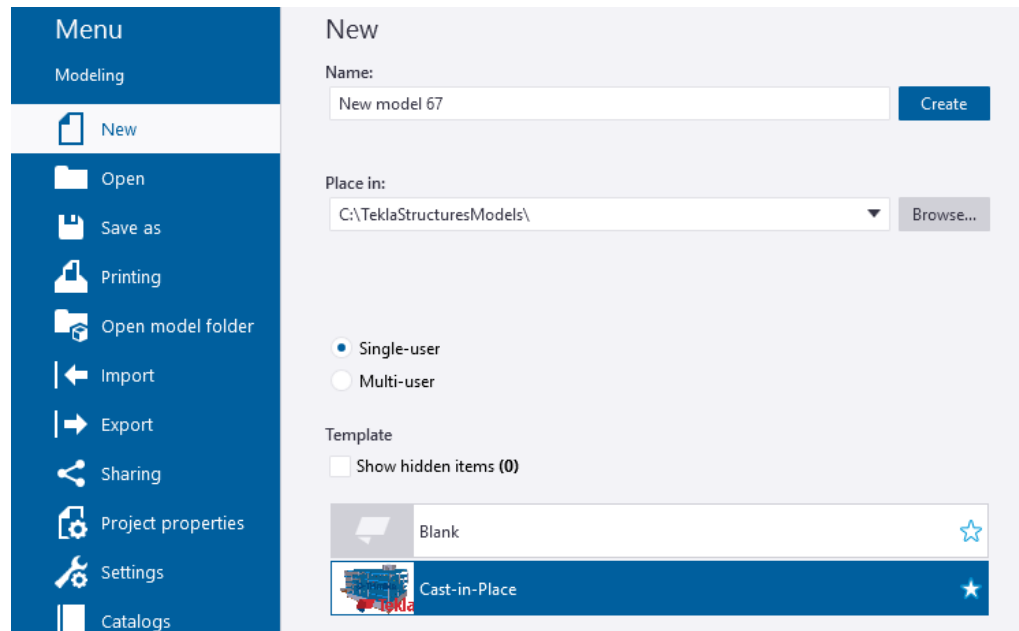 Menu
Modeling
New
Open
Save as
Printing
Open model folder
Import
Export
Sharing
Project properties
Settings
Catalogs
New
Name:
New model 67
Create
Place in:
C:\TeklaStructuresModels\
Browse...
Single-user
Multi-user
Template
Show hidden items (0)
Blank
Tekla
Cast-in-Place